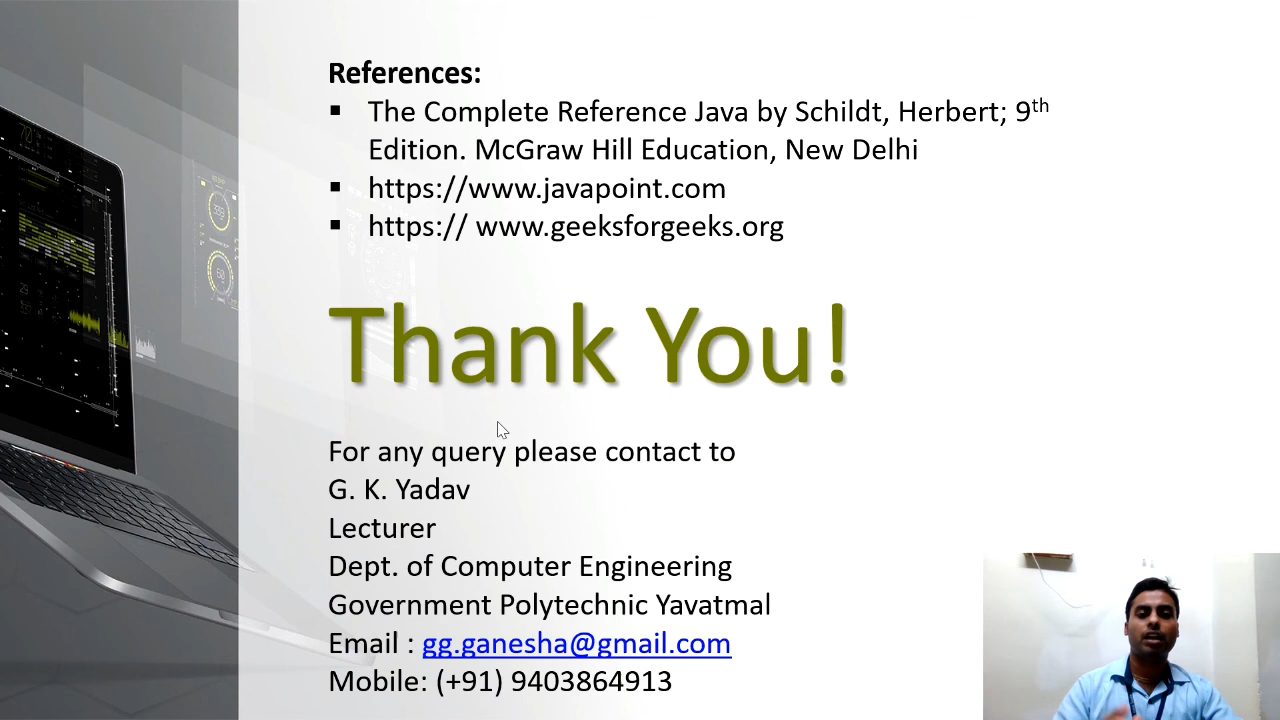 References:
▪ The Complete Reference Java by Schildt, Herbert; 9th
Edition. McGraw Hill Education, New Delhi
▪ https://www.javapoint.com
▪ https:// www.geeksforgeeks.org
Thank You!
For any query please contact to
G. K. Yadav
Lecturer
Dept. of Computer Engineering
Government Polytechnic Yavatmal
Email : gg.ganesha@gmail.com
Mobile: (+91) 9403864913